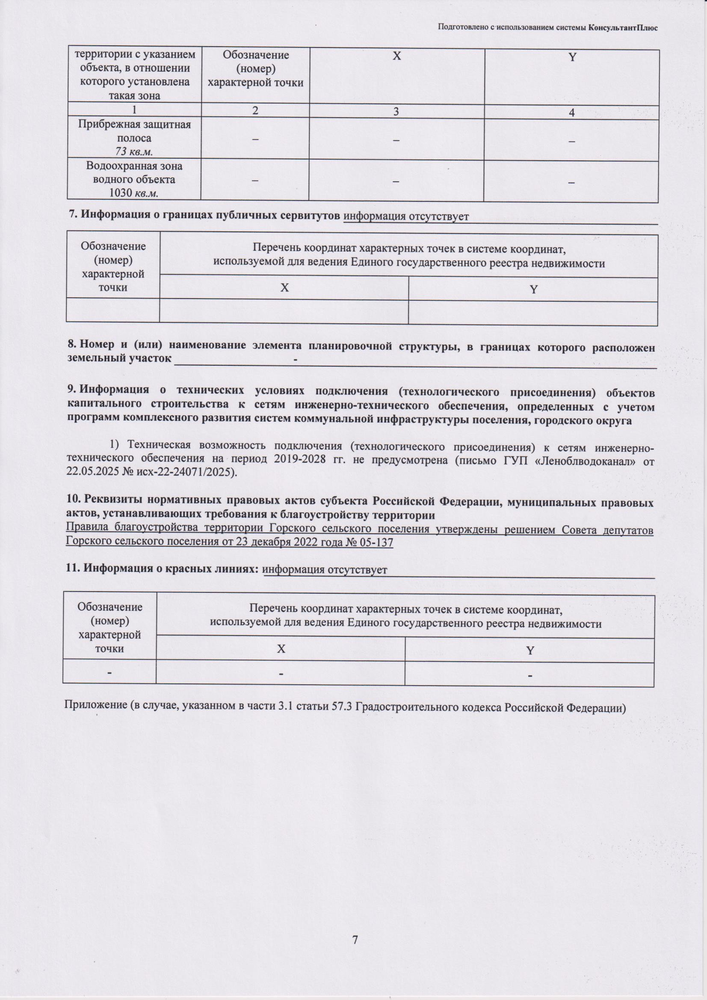 Подготовлено с использованием системы КонсультантПлюс
территории с указанием
объекта, в отношении
которого установлена
такая зона
Обозначение
(номер)
характерной точки
X
Y
1
2
3
4
Прибрежная защитная
полоса
73 кв.м.
–
–
–
Водоохранная зона
водного объекта
1030 кв.м.
–
–
–
7. Информация о границах публичных сервитутов информация отсутствует
Обозначение
(номер)
характерной
точки
Перечень координат характерных точек в системе координат,
используемой для ведения Единого государственного реестра недвижимости
X
Y
8. Номер и (или) наименование элемента планировочной структуры, в границах которого расположен
земельный участок -
9. Информация о технических условиях подключения (технологического присоединения) объектов
капитального строительства к сетям инженерно-технического обеспечения, определенных с учетом
программ комплексного развития систем коммунальной инфраструктуры поселения, городского округа
1) Техническая возможность подключения (технологического присоединения) к сетям инженерно-
технического обеспечения на период 2019-2028 гг. не предусмотрена (письмо ГУП «Леноблводоканал» от
22.05.2025 № исх-22-24071/2025).
10. Реквизиты нормативных правовых актов субъекта Российской Федерации, муниципальных правовых
актов, устанавливающих требования к благоустройству территории
Правила благоустройства территории Горского сельского поселения утверждены решением Совета депутатов
Горского сельского поселения от 23 декабря 2022 года № 05-137
11. Информация о красных линиях: информация отсутствует
Обозначение
(номер)
характерной
точки
Перечень координат характерных точек в системе координат,
используемой для ведения Единого государственного реестра недвижимости
X
Y
-
-
-
Приложение (в случае, указанном в части 3.1 статьи 57.3 Градостроительного кодекса Российской Федерации)
7